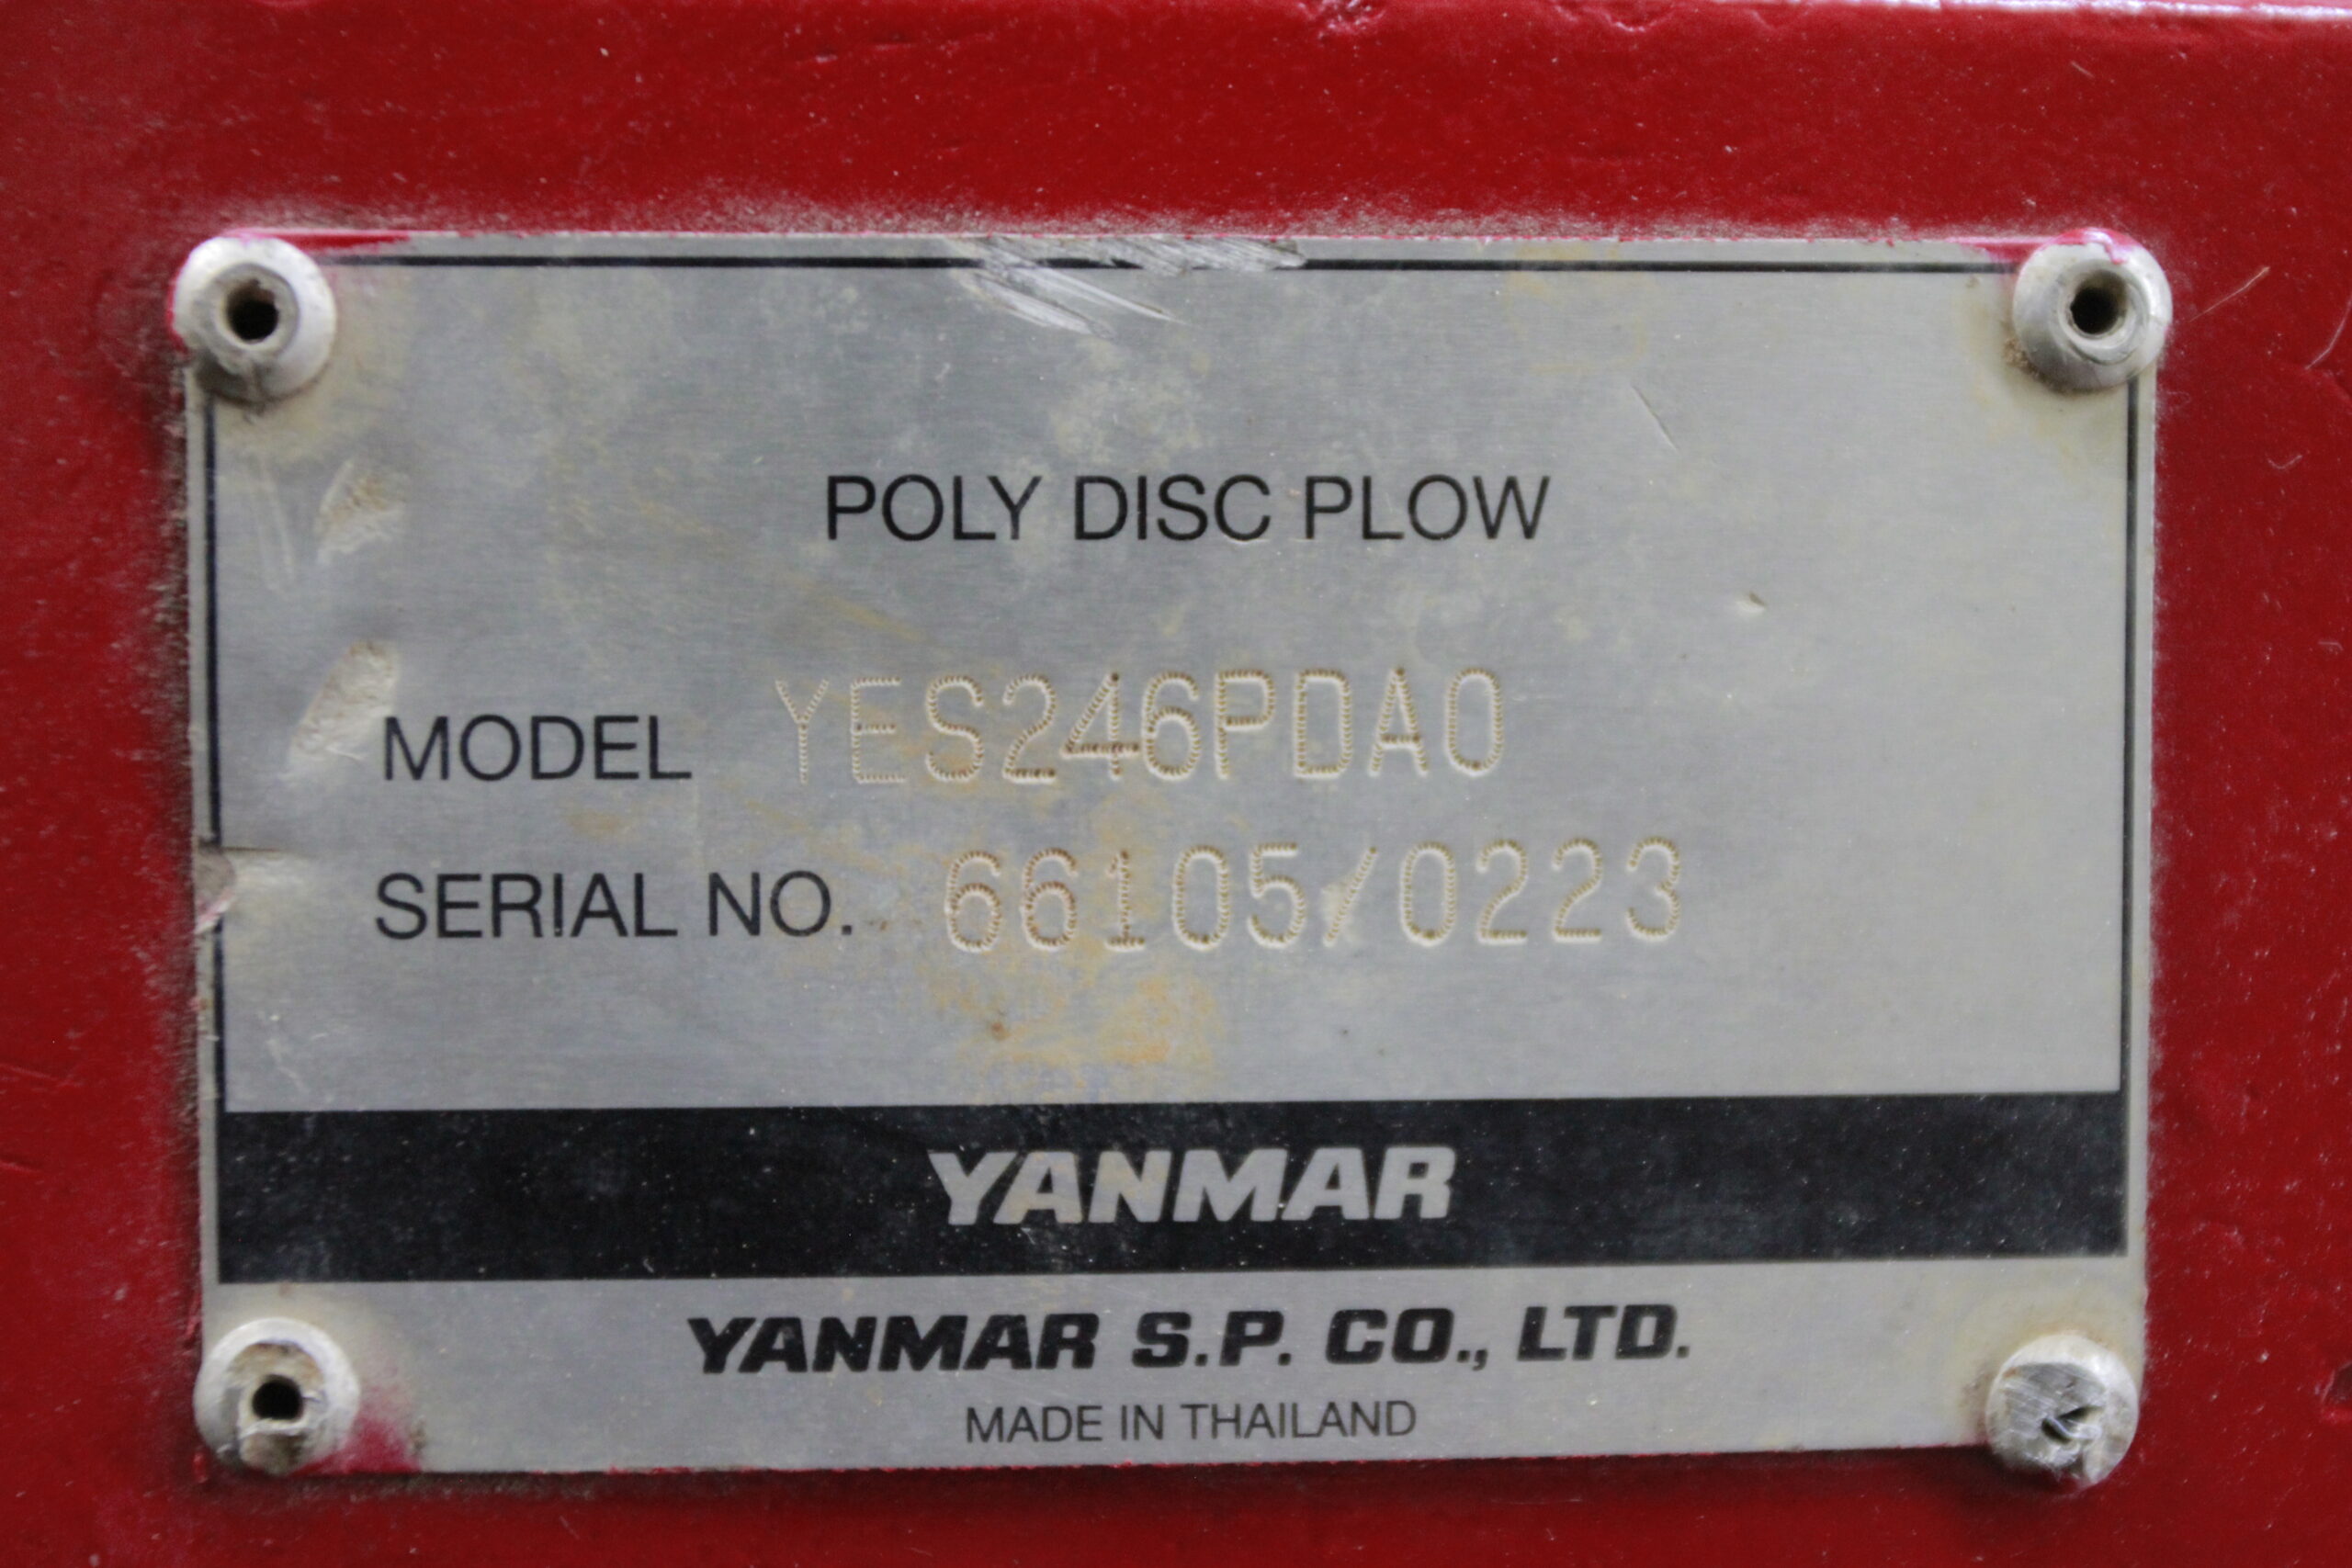 POLY DISC PLOW
MODEL YES246PDA0
SERIAL NO. 66105/0223
YANMAR
YANMAR S.P. CO., LTD.
MADE IN THAILAND